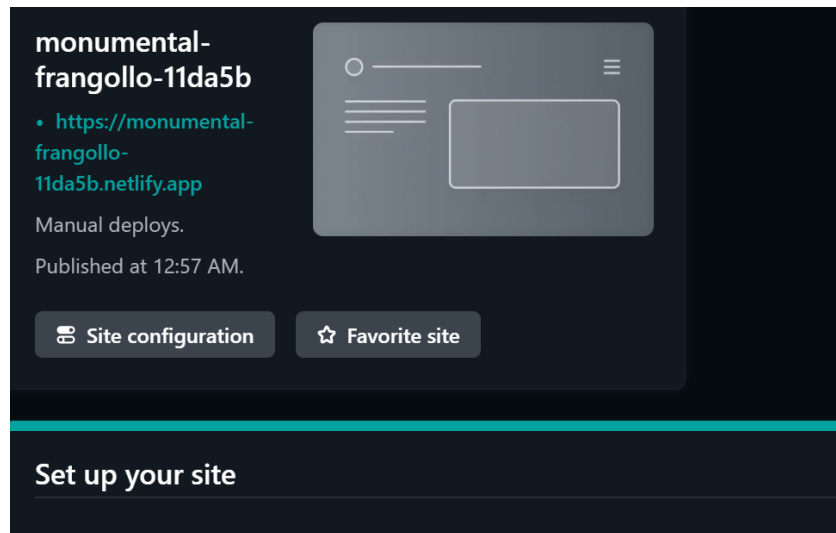 monumental-
frangollo-11da5b
• https://monumental-
frangollo-
11da5b.netlify.app
Manual deploys.
Published at 12:57 AM.
Site configuration
Favorite site
Set up your site